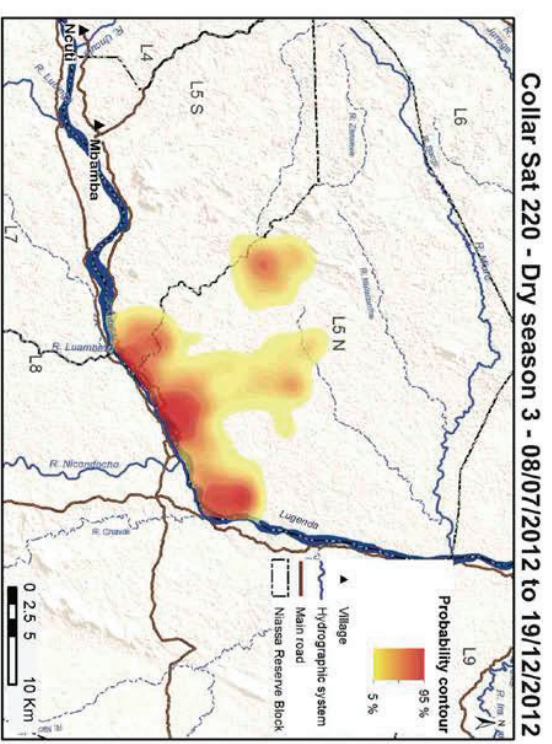 Collar Sat 220 - Dry season 3 - 08/07/2012 to 19/12/2012
L6
L4
L5 S
L5 N
L7
L8
L9
Ncuti
Mbamba
R. Luambeze
R. Nicondocho
Lugenda
Probability contour
95 %
5 %
Village
Hydrographic system
Main road
Niassa Reserve Block
0 2.5 5 10 Km
N